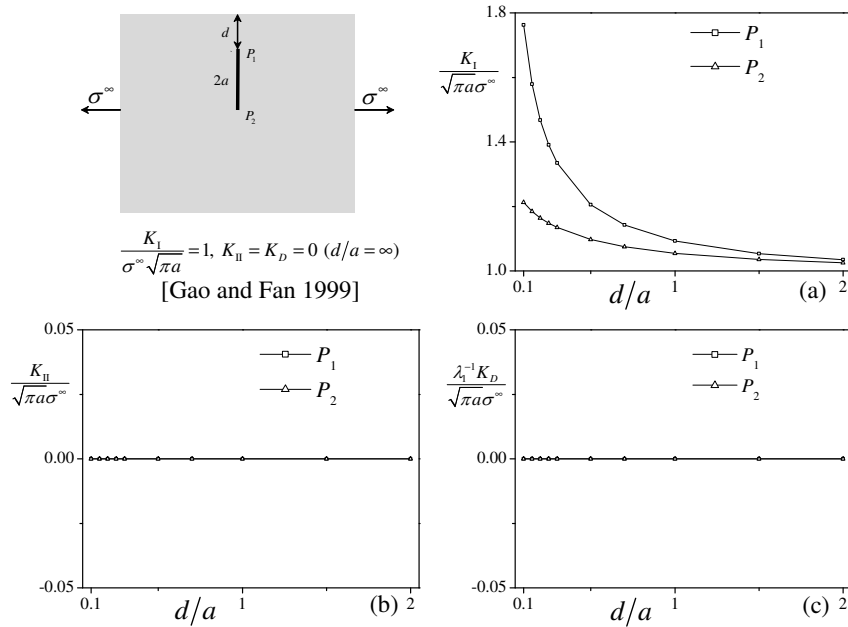 d
P₁
2a
P₂
σ^∞
σ^∞
K_I / (σ^∞ √(πa)) = 1, K_II = K_D = 0 (d/a = ∞)
[Gao and Fan 1999]
1.8
K_I / (√(πa) σ^∞)
P₁
P₂
1.4
1.0
0.1
1
2
d/a
(a)
0.05
K_II / (√(πa) σ^∞)
P₁
P₂
0.00
-0.05
0.1
1
2
d/a
(b)
0.05
λ₁⁻¹ K_D / (√(πa) σ^∞)
P₁
P₂
0.00
-0.05
0.1
1
2
d/a
(c)